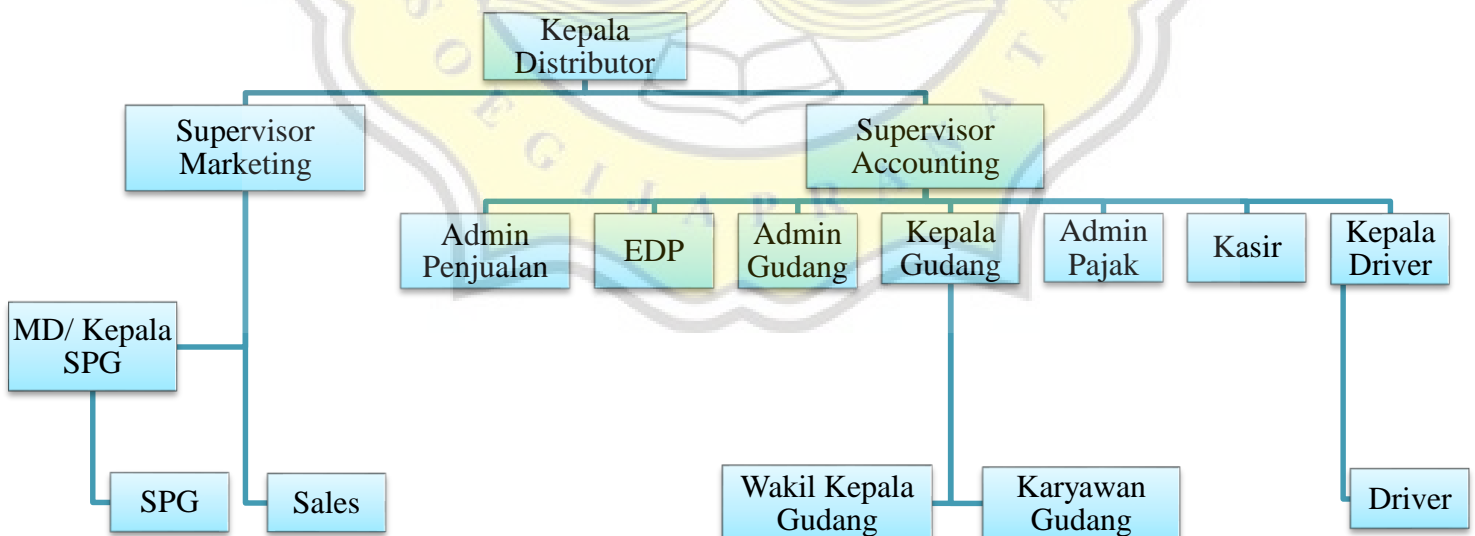 Kepala
Distributor
Supervisor
Marketing
Supervisor
Accounting
Admin
Penjualan
EDP
Admin
Gudang
Kepala
Gudang
Admin
Pajak
Kasir
Kepala
Driver
MD/ Kepala
SPG
SPG
Sales
Wakil Kepala
Gudang
Karyawan
Gudang
Driver
SOEGIJAPRANATA